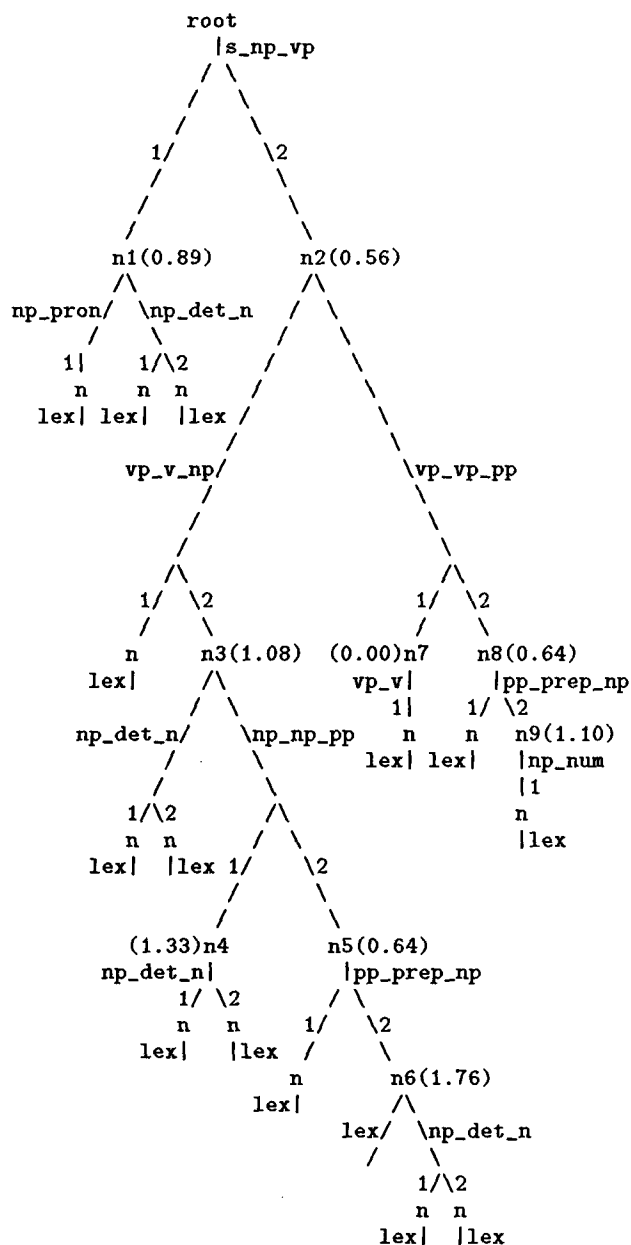 root
|s_np_vp
/ \
/ \
/ \
/ \
1/ \2
/ \
/ \
/ \
n1(0.89) n2(0.56)
/\ / \
np_pron/ \np_det_n / \
/ \ / \
1| 1/\2 / \
n n n / \
lex| lex| |lex / \
/ \
vp_v_np/ \vp_vp_pp
/ \
/ \
/ \
/\ /\
1/ \2 1/ \2
/ \ / \
n n3(1.08) (0.00)n7 n8(0.64)
lex| /\ vp_v| |pp_prep_np
/ \ 1| 1/ \2
np_det_n/ \np_np_pp n n n9(1.10)
/ \ lex| lex| |np_num
/ \ |1
1/\2 /\ n
n n / \ |lex
lex| |lex 1/ \2
/ \
/ \
(1.33)n4 n5(0.64)
np_det_n| |pp_prep_np
1/ \2 / \
n n 1/ \2
lex| |lex / \
n n6(1.76)
lex| /\
lex/ \np_det_n
/ \
1/\2
n n
lex| |lex